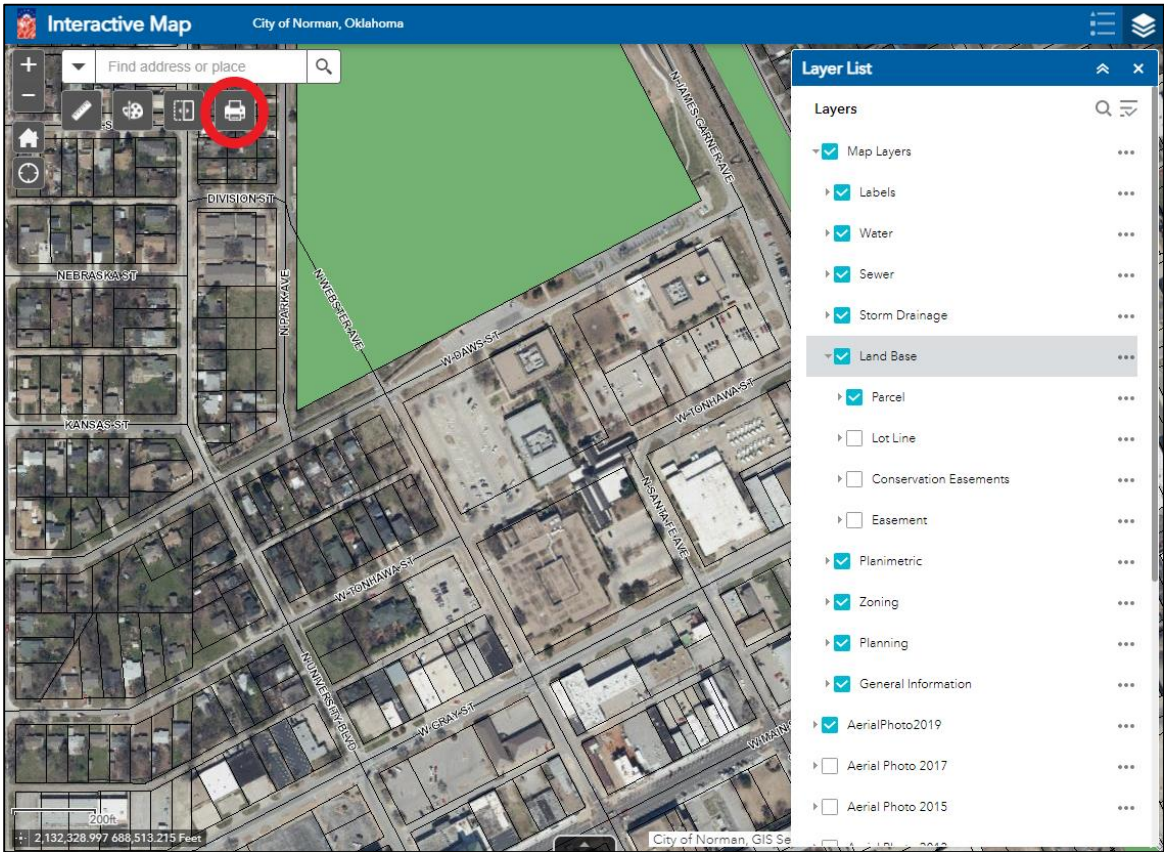 Interactive Map
City of Norman, Oklahoma
Find address or place
DIVISION ST
NEBRASKA ST
KANSAS ST
N PARK AVE
N WEBSTER AVE
N JAMES GARNER AVE
W DAWS ST
W TONHAWA ST
N SANTA FE AVE
W TONHAWA ST
N UNIVERSITY BLVD
W GRAY ST
W MAIN S
200ft
2,132,328.997 688,513.215 Feet
City of Norman, GIS Se
Layer List
Layers
Map Layers
Labels
Water
Sewer
Storm Drainage
Land Base
Parcel
Lot Line
Conservation Easements
Easement
Planimetric
Zoning
Planning
General Information
AerialPhoto2019
Aerial Photo 2017
Aerial Photo 2015